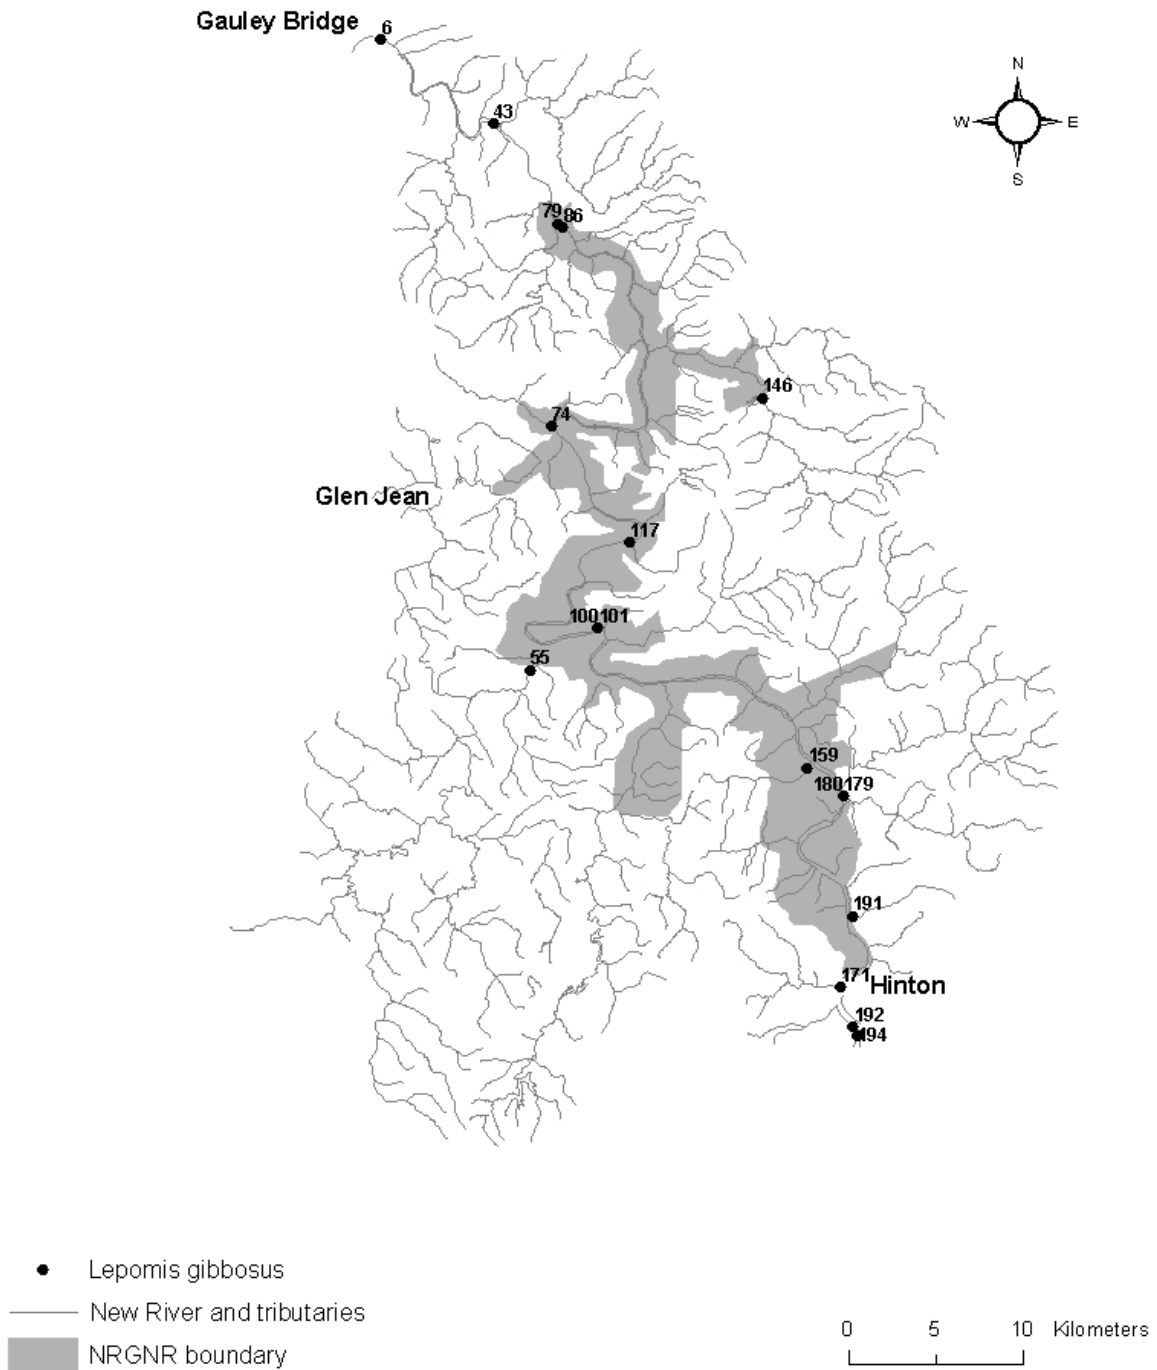 Gauley Bridge
6
N
W E
S
43
79 86
146
74
Glen Jean
117
100 101
55
159
180 179
191
171
Hinton
192
194
Lepomis gibbosus
New River and tributaries
NRGNR boundary
0 5 10 Kilometers